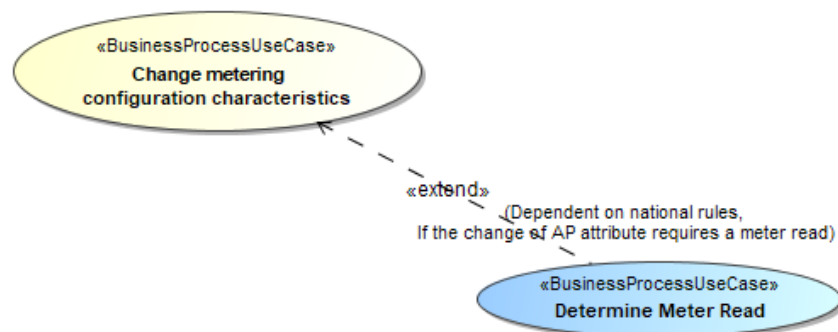 «BusinessProcessUseCase»
Change metering
configuration characteristics
«extend»
(Dependent on national rules,
If the change of AP attribute requires a meter read)
«BusinessProcessUseCase»
Determine Meter Read